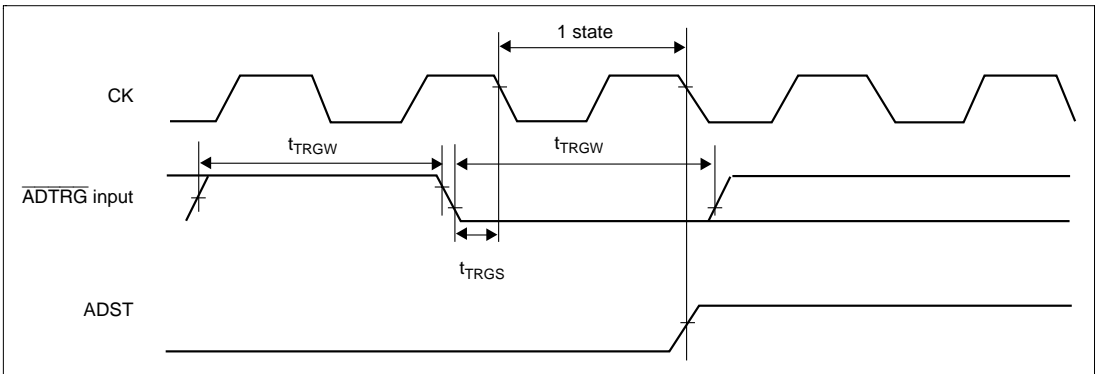 1 state
CK
tTRGW
tTRGW
ADTRG input
tTRGS
ADST